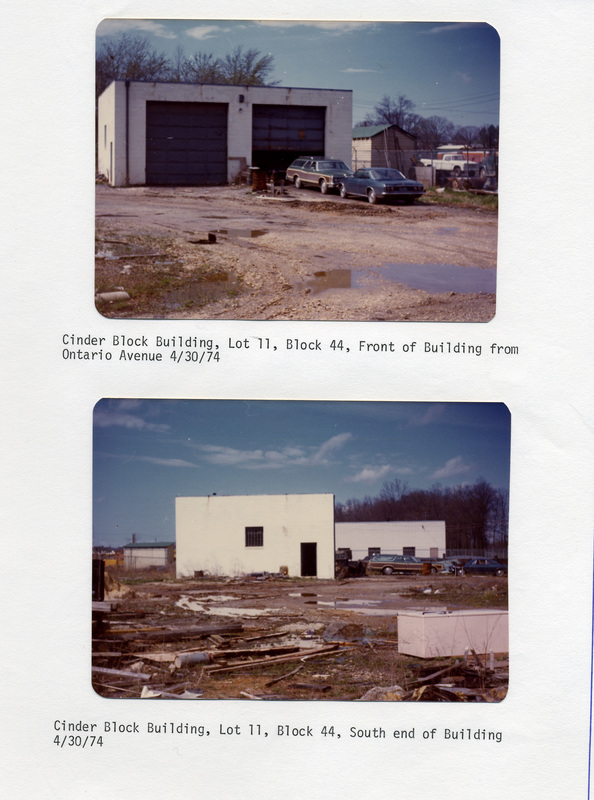 Cinder Block Building, Lot 11, Block 44, Front of Building from
Ontario Avenue 4/30/74
Cinder Block Building, Lot 11, Block 44, South end of Building
4/30/74